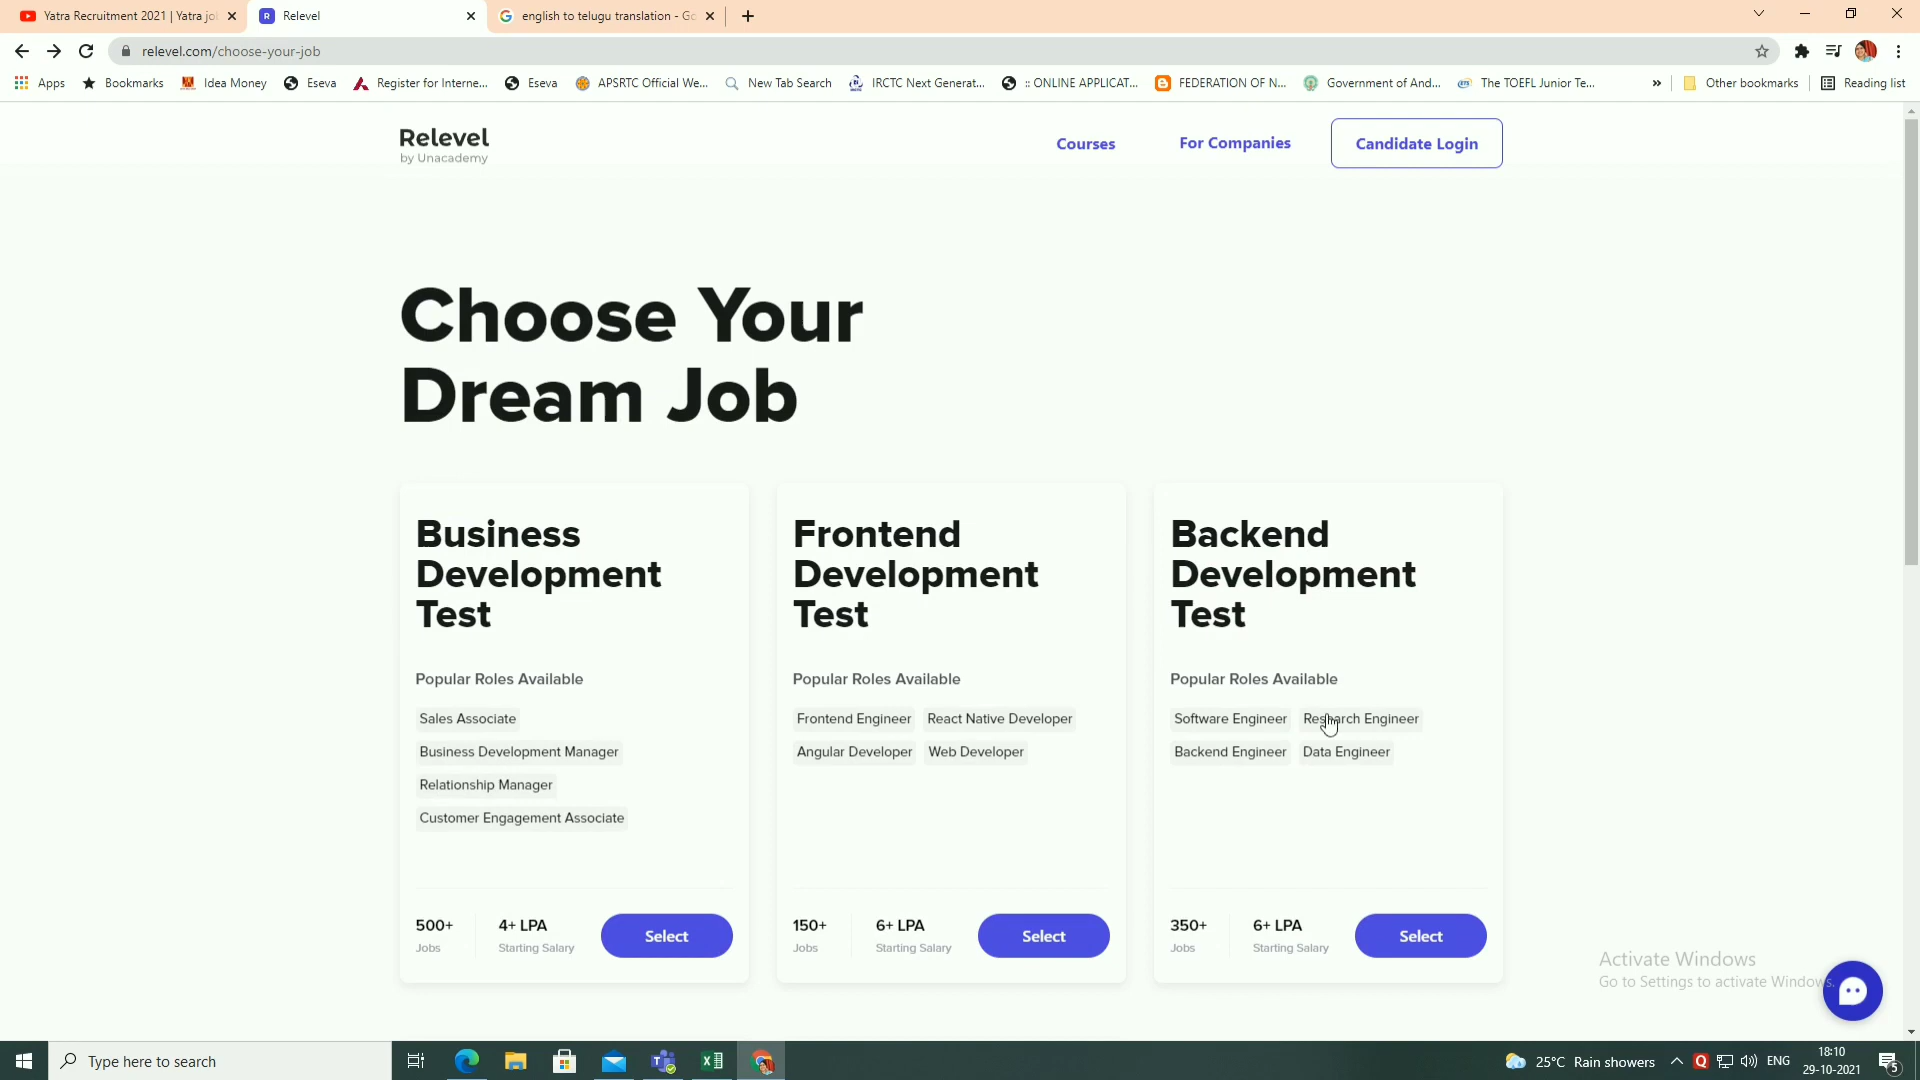 Yatra Recruitment 2021 | Yatra jo
Relevel
english to telugu translation - Go
relevel.com/choose-your-job
Apps
Bookmarks
Idea Money
Eseva
Register for Interne...
Eseva
APSRTC Official We...
New Tab Search
IRCTC Next Generat...
:: ONLINE APPLICAT...
FEDERATION OF N...
Government of And...
The TOEFL Junior Te...
»
Other bookmarks
Reading list
Relevel
by Unacademy
Courses
For Companies
Candidate Login
Choose Your
Dream Job
Business
Development
Test
Popular Roles Available
Sales Associate
Business Development Manager
Relationship Manager
Customer Engagement Associate
500+
Jobs
4+ LPA
Starting Salary
Select
Frontend
Development
Test
Popular Roles Available
Frontend Engineer
React Native Developer
Angular Developer
Web Developer
150+
Jobs
6+ LPA
Starting Salary
Select
Backend
Development
Test
Popular Roles Available
Software Engineer
Research Engineer
Backend Engineer
Data Engineer
350+
Jobs
6+ LPA
Starting Salary
Select
Activate Windows
Go to Settings to activate Windows.
Type here to search
25°C Rain showers
ENG
18:10
29-10-2021
5